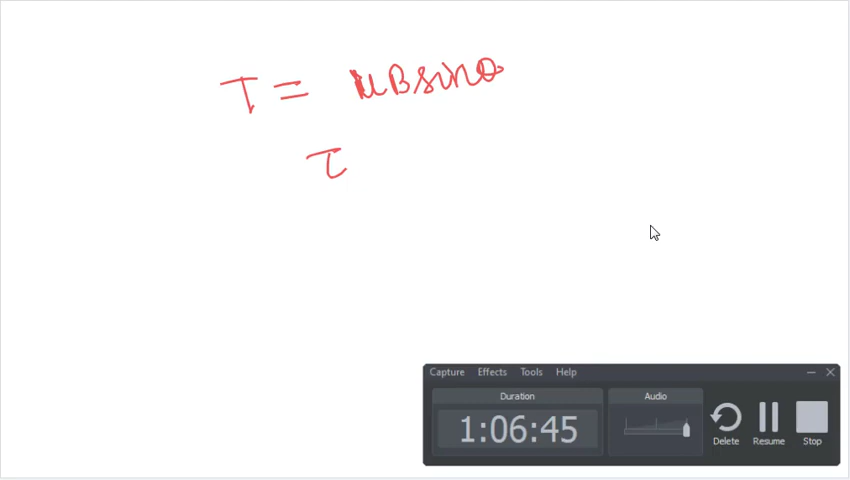 τ = μBsinθ
τ
Capture Effects Tools Help
Duration Audio
1:06:45
Delete Resume Stop